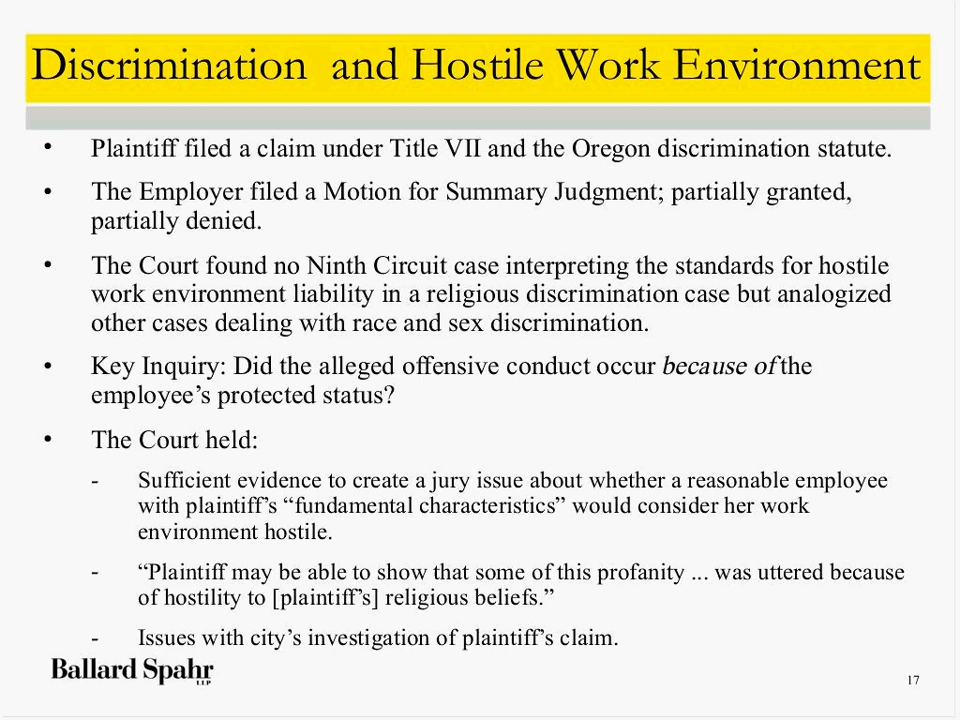 Discrimination and Hostile Work Environment
• Plaintiff filed a claim under Title VII and the Oregon discrimination statute.
• The Employer filed a Motion for Summary Judgment; partially granted,
partially denied.
• The Court found no Ninth Circuit case interpreting the standards for hostile
work environment liability in a religious discrimination case but analogized
other cases dealing with race and sex discrimination.
• Key Inquiry: Did the alleged offensive conduct occur because of the
employee’s protected status?
• The Court held:
- Sufficient evidence to create a jury issue about whether a reasonable employee
with plaintiff’s “fundamental characteristics” would consider her work
environment hostile.
- “Plaintiff may be able to show that some of this profanity ... was uttered because
of hostility to [plaintiff’s] religious beliefs.”
- Issues with city’s investigation of plaintiff’s claim.
Ballard Spahr
LLP
17